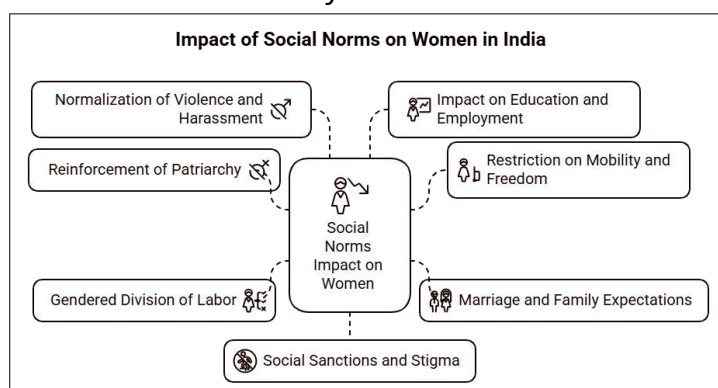 Impact of Social Norms on Women in India
Normalization of Violence and
Harassment
Impact on Education and
Employment
Reinforcement of Patriarchy
Restriction on Mobility and
Freedom
Social
Norms
Impact on
Women
Gendered Division of Labor
Marriage and Family Expectations
Social Sanctions and Stigma